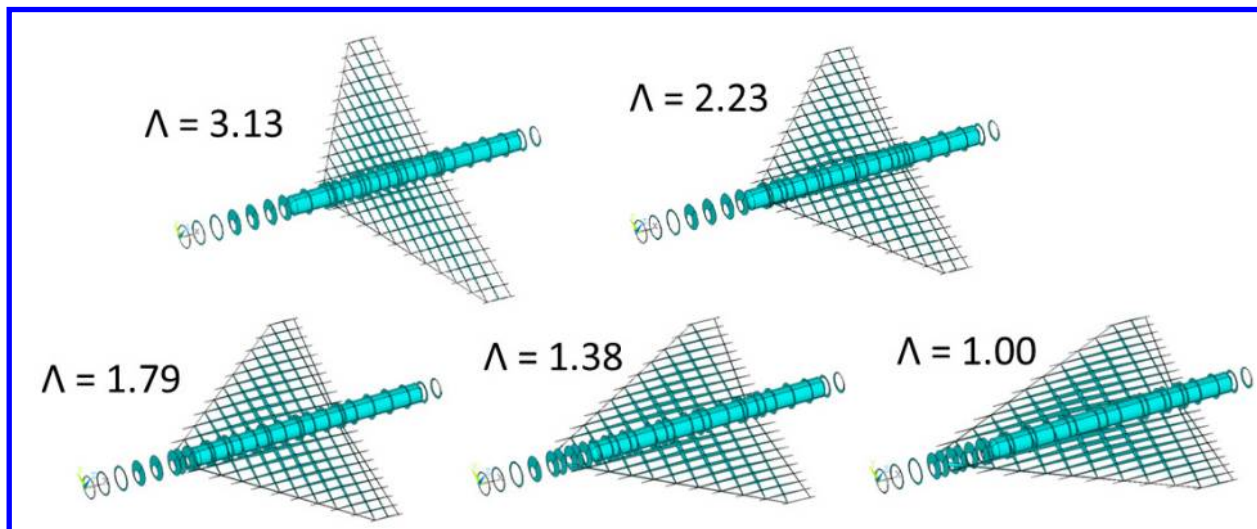 Λ = 3.13
Λ = 2.23
Λ = 1.79
Λ = 1.38
Λ = 1.00